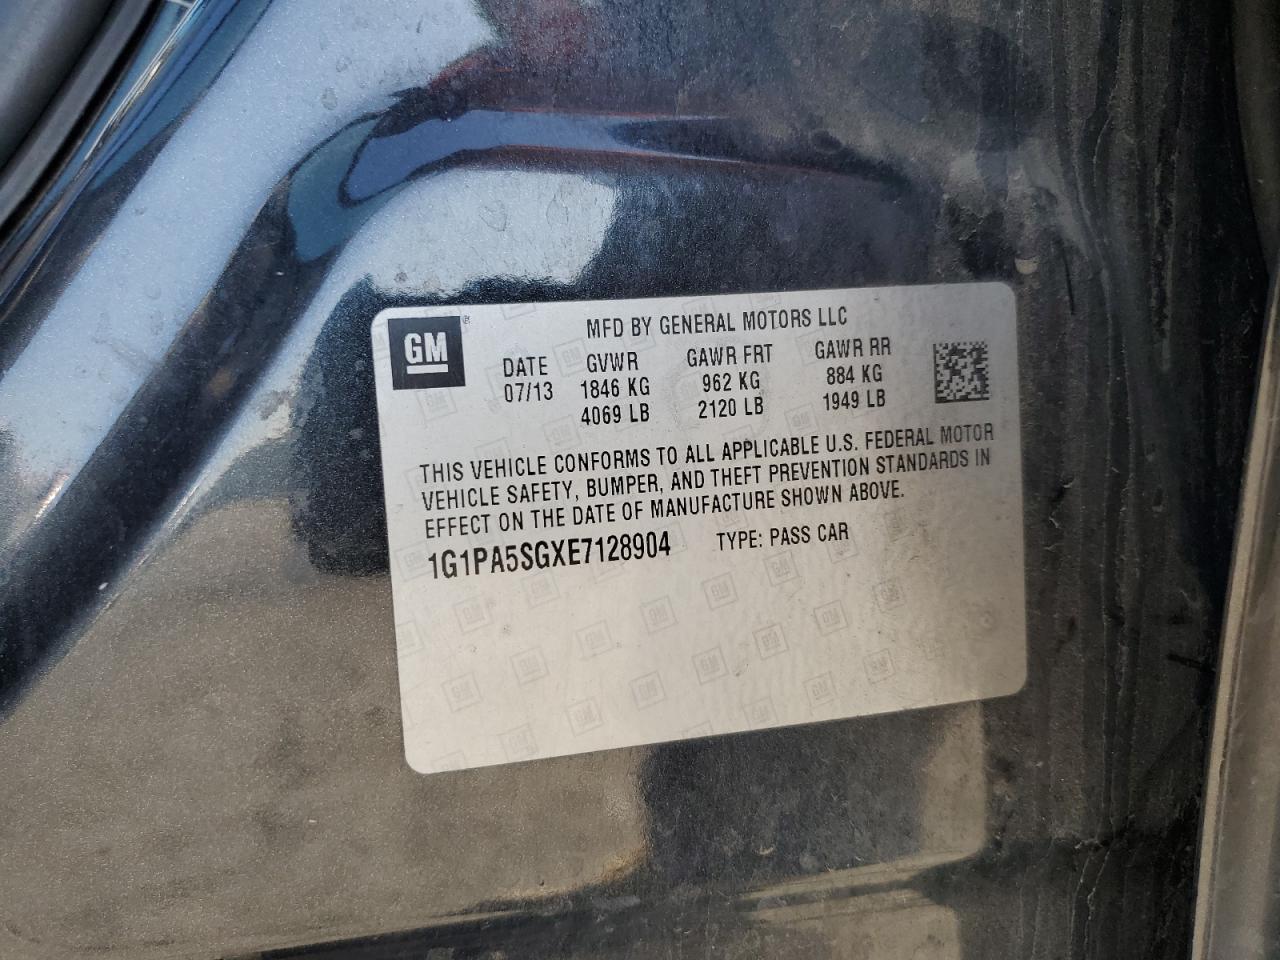 GM
MFD BY GENERAL MOTORS LLC
DATE GVWR GAWR FRT GAWR RR
07/13 1846 KG 962 KG 884 KG
4069 LB 2120 LB 1949 LB
THIS VEHICLE CONFORMS TO ALL APPLICABLE U.S. FEDERAL MOTOR
VEHICLE SAFETY, BUMPER, AND THEFT PREVENTION STANDARDS IN
EFFECT ON THE DATE OF MANUFACTURE SHOWN ABOVE.
1G1PA5SGXE7128904 TYPE: PASS CAR